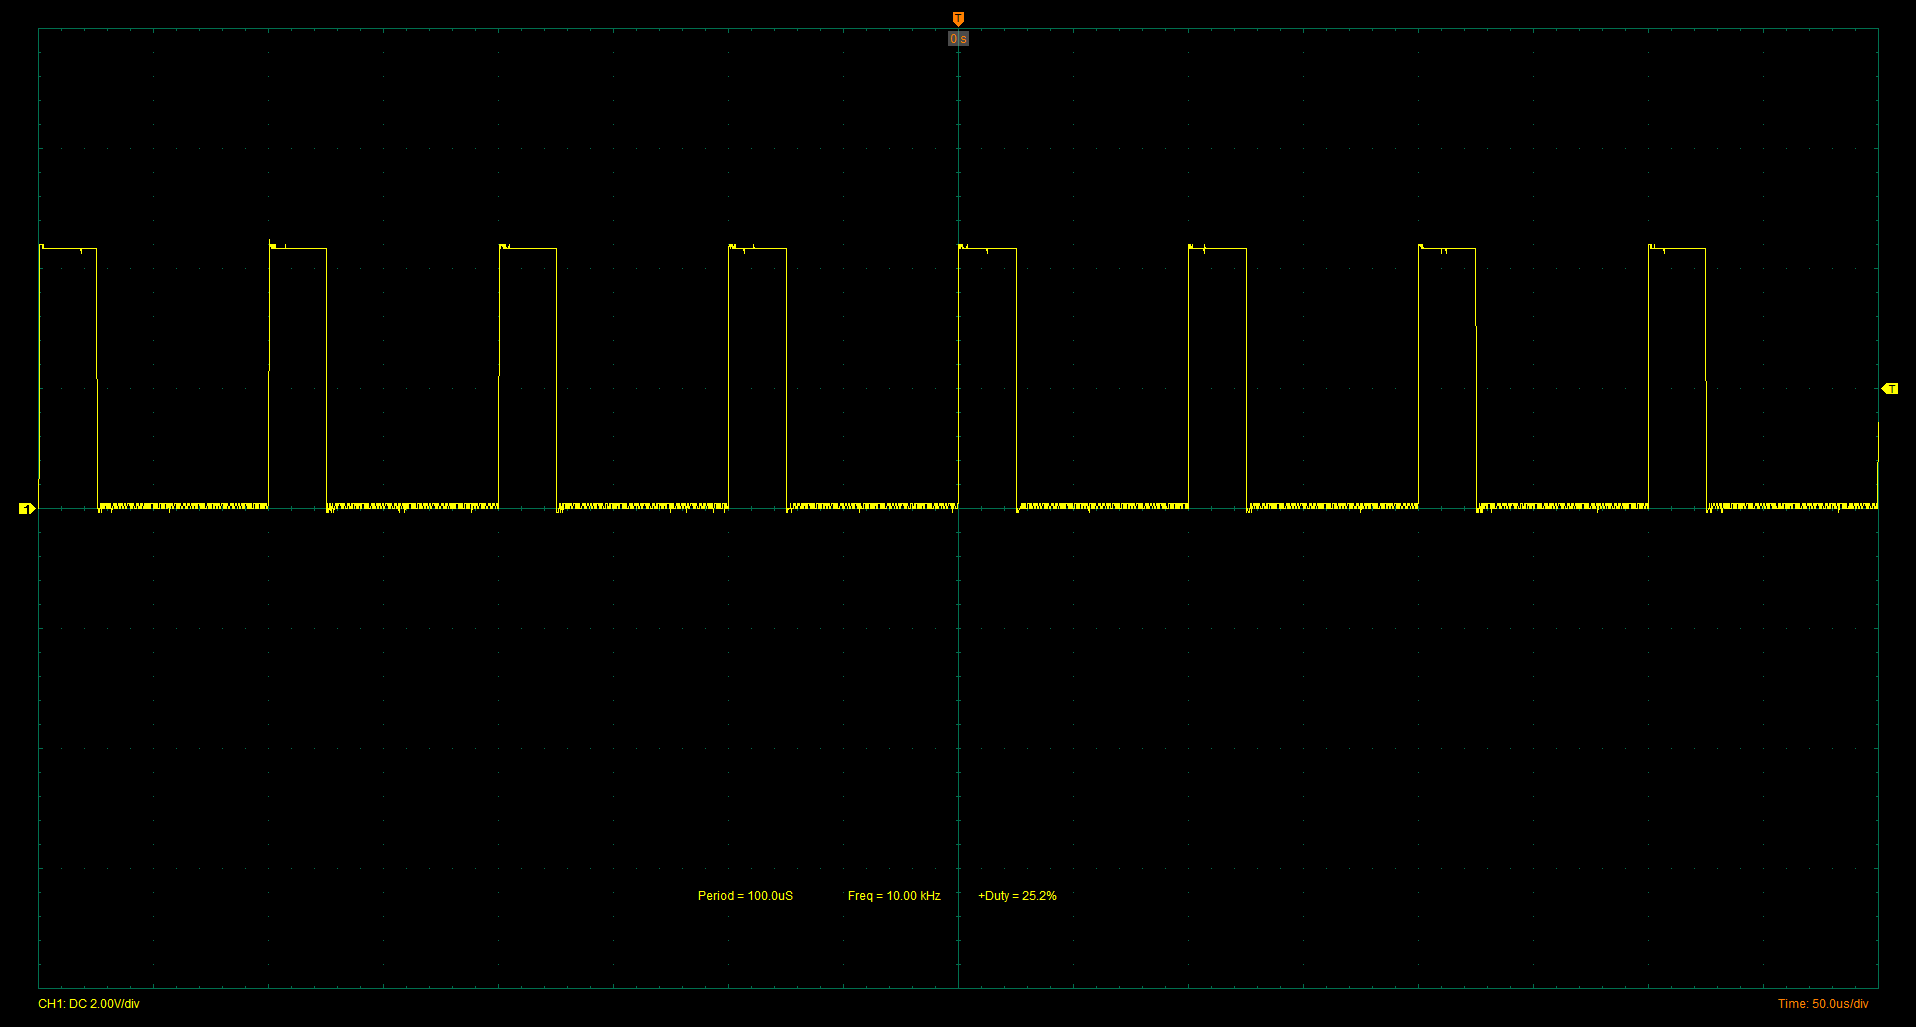 T
0 s
T
1
Period = 100.0uS Freq = 10.00 kHz +Duty = 25.2%
CH1: DC 2.00V/div Time: 50.0us/div